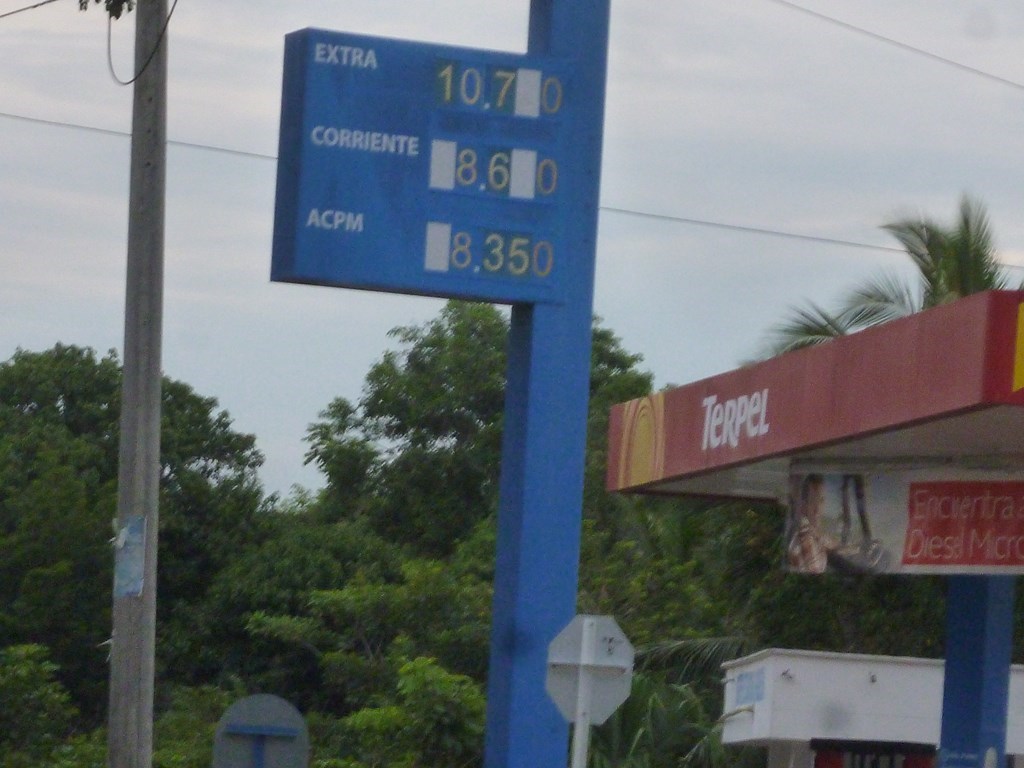 EXTRA
10.7 0
CORRIENTE
8.6 0
ACPM
8.350
TERPEL
Encuentra
Diesel Micro